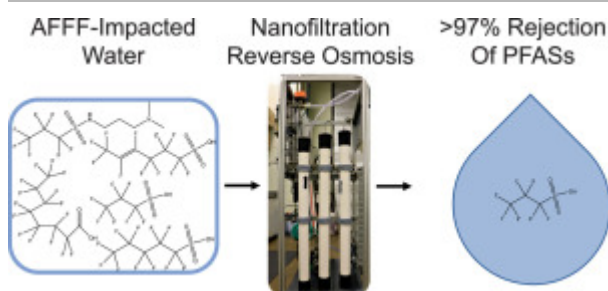 AFFF-Impacted
Water
Nanofiltration
Reverse Osmosis
>97% Rejection
Of PFASs